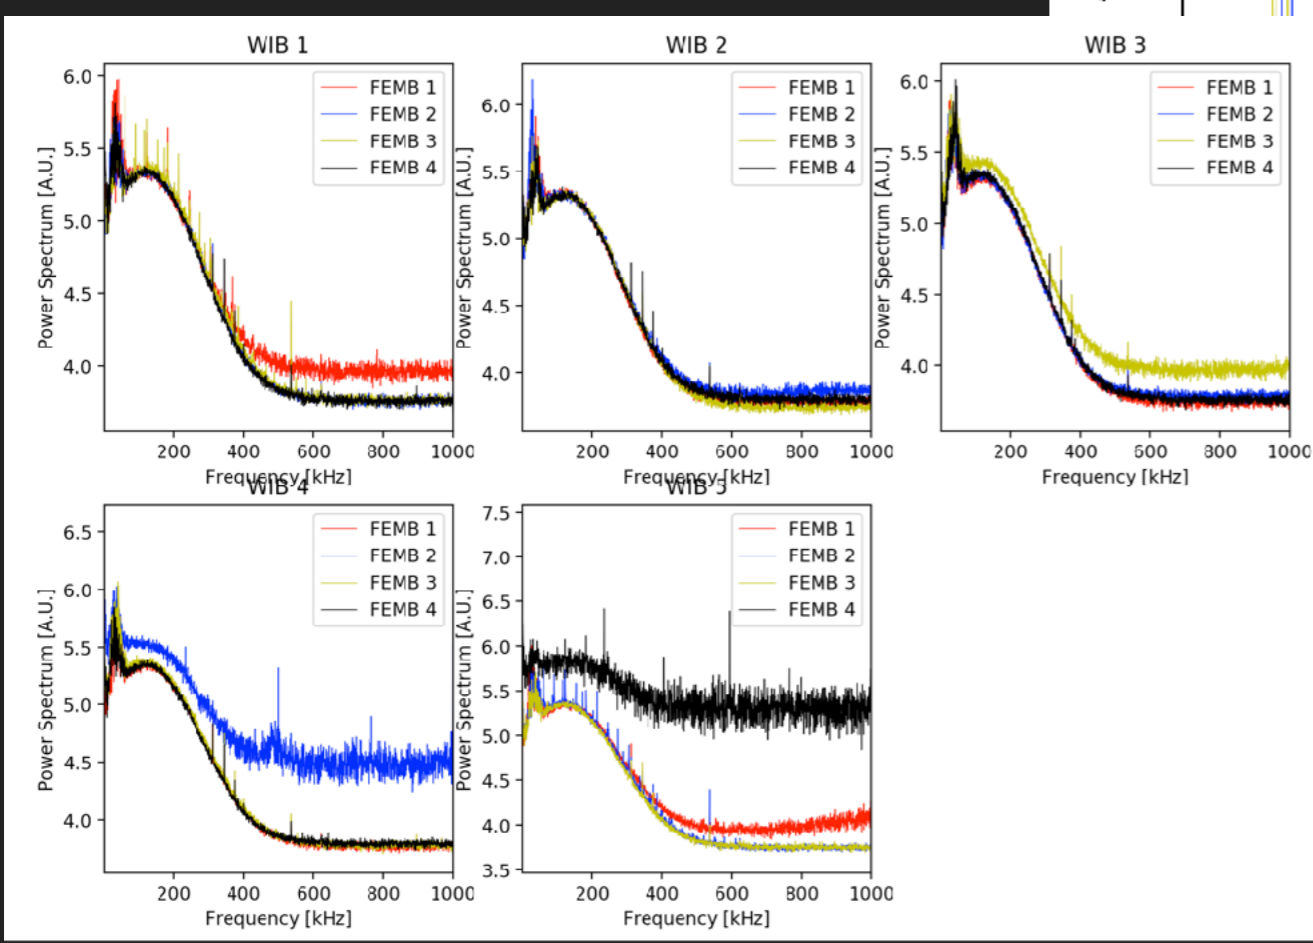 WIB 1
6.0
5.5
5.0
4.5
4.0
Power Spectrum [A.U.]
FEMB 1
FEMB 2
FEMB 3
FEMB 4
200 400 600 800 1000
Frequency [kHz]
WIB 2
6.0
5.5
5.0
4.5
4.0
Power Spectrum [A.U.]
FEMB 1
FEMB 2
FEMB 3
FEMB 4
200 400 600 800 1000
WIB 3
6.0
5.5
5.0
4.5
4.0
Power Spectrum [A.U.]
FEMB 1
FEMB 2
FEMB 3
FEMB 4
200 400 600 800 1000
Frequency [kHz]
WIB 4
6.5
6.0
5.5
5.0
4.5
4.0
Power Spectrum [A.U.]
FEMB 1
FEMB 2
FEMB 3
FEMB 4
200 400 600 800 1000
Frequency [kHz]
Frequency [kHz]
WIB 5
7.5
7.0
6.5
6.0
5.5
5.0
4.5
4.0
3.5
Power Spectrum [A.U.]
FEMB 1
FEMB 2
FEMB 3
FEMB 4
200 400 600 800 1000
Frequency [kHz]